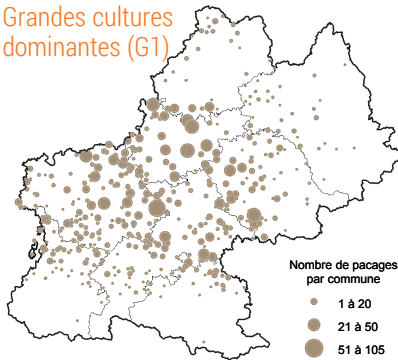 Grandes cultures
dominantes (G1)
Nombre de pacages
par commune
1 à 20
21 à 50
51 à 105